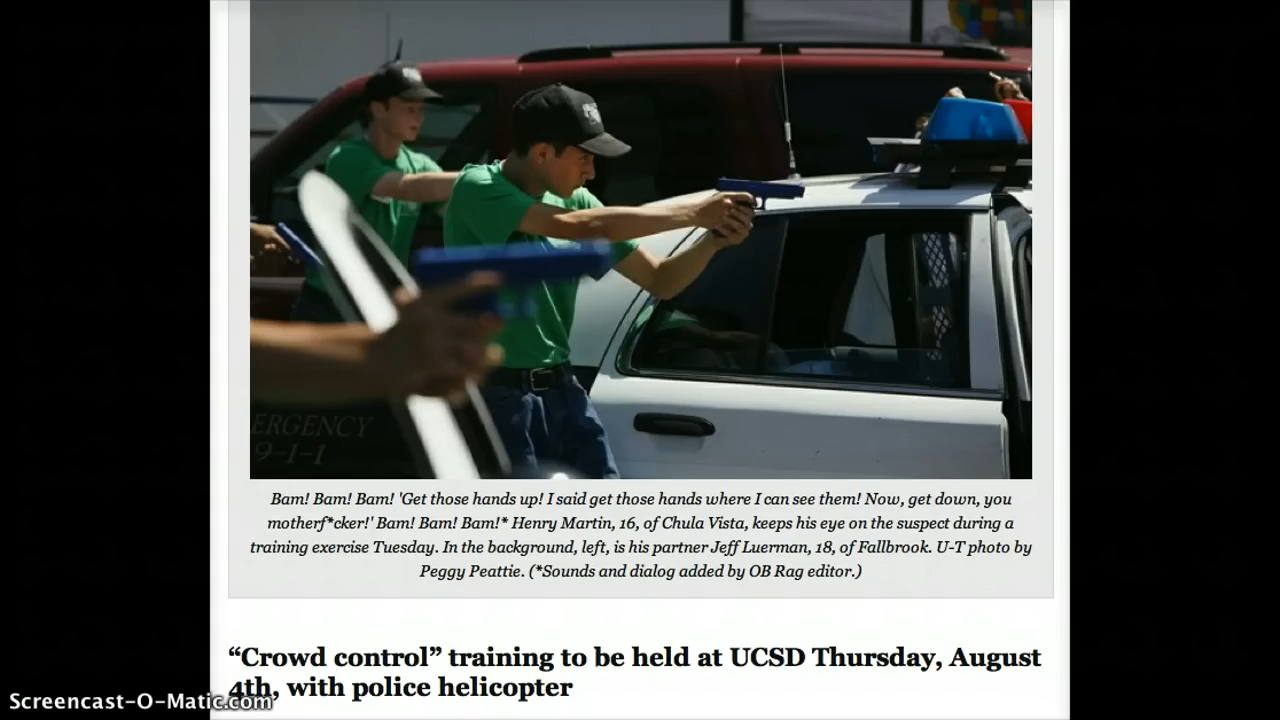 ERGENCY
9-1-1
Bam! Bam! Bam! 'Get those hands up! I said get those hands where I can see them! Now, get down, you
motherf*cker!' Bam! Bam! Bam!* Henry Martin, 16, of Chula Vista, keeps his eye on the suspect during a
training exercise Tuesday. In the background, left, is his partner Jeff Luerman, 18, of Fallbrook. U-T photo by
Peggy Peattie. (*Sounds and dialog added by OB Rag editor.)
“Crowd control” training to be held at UCSD Thursday, August
4th, with police helicopter
Screencast-O-Matic.com